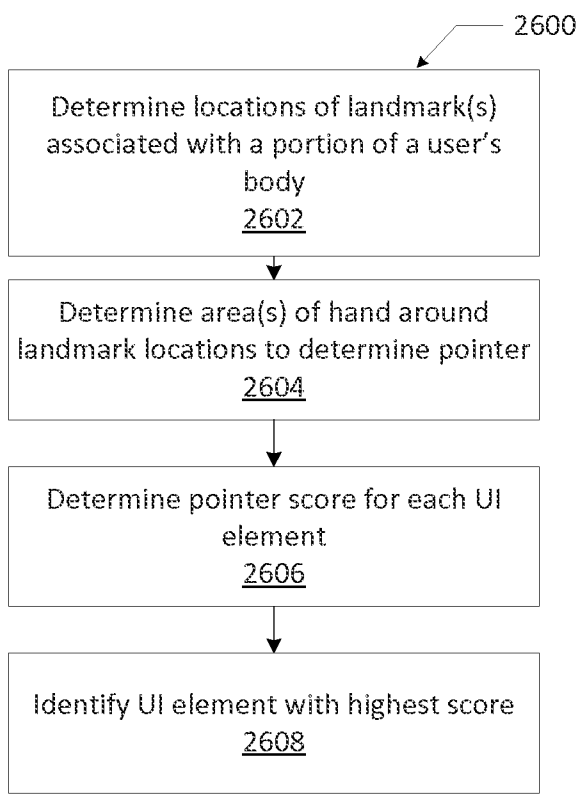 2600
Determine locations of landmark(s)
associated with a portion of a user's
body
2602
Determine area(s) of hand around
landmark locations to determine pointer
2604
Determine pointer score for each UI
element
2606
Identify UI element with highest score
2608